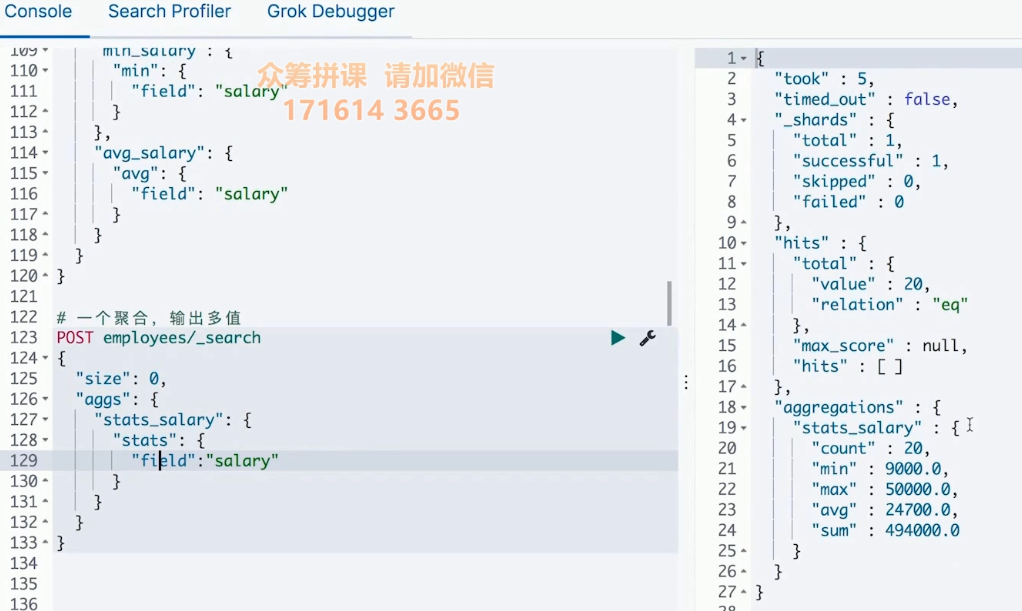 Console Search Profiler Grok Debugger
109 min_salary : {
110 "min": {
111 "field": "salary"
112 }
113 },
114 "avg_salary": {
115 "avg": {
116 "field": "salary"
117 }
118 }
119 }
120 }
121
122 # 一个聚合，输出多值
123 POST employees/_search
124 {
125 "size": 0,
126 "aggs": {
127 "stats_salary": {
128 "stats": {
129 "field":"salary"
130 }
131 }
132 }
133 }
134
135
136
众筹拼课 请加微信
171614 3665
1 {
2 "took" : 5,
3 "timed_out" : false,
4 "_shards" : {
5 "total" : 1,
6 "successful" : 1,
7 "skipped" : 0,
8 "failed" : 0
9 },
10 "hits" : {
11 "total" : {
12 "value" : 20,
13 "relation" : "eq"
14 },
15 "max_score" : null,
16 "hits" : [ ]
17 },
18 "aggregations" : {
19 "stats_salary" : {
20 "count" : 20,
21 "min" : 9000.0,
22 "max" : 50000.0,
23 "avg" : 24700.0,
24 "sum" : 494000.0
25 }
26 }
27 }
28